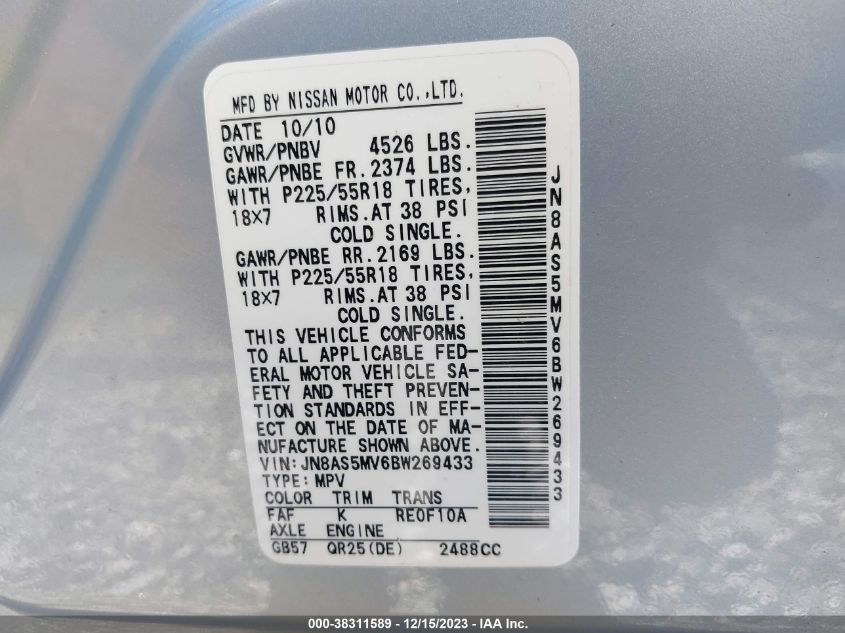 MFD BY NISSAN MOTOR CO.,LTD.
DATE 10/10
GVWR/PNBV 4526 LBS.
GAWR/PNBE FR.2374 LBS.
WITH P225/55R18 TIRES,
18X7 RIMS.AT 38 PSI
COLD SINGLE.
GAWR/PNBE RR.2169 LBS.
WITH P225/55R18 TIRES,
18X7 RIMS.AT 38 PSI
COLD SINGLE.
THIS VEHICLE CONFORMS
TO ALL APPLICABLE FED-
ERAL MOTOR VEHICLE SA-
FETY AND THEFT PREVEN-
TION STANDARDS IN EFF-
ECT ON THE DATE OF MA-
NUFACTURE SHOWN ABOVE.
VIN:JN8AS5MV6BW269433
TYPE:MPV
COLOR TRIM TRANS
FAF K RE0F10A
AXLE ENGINE
GB57 QR25(DE) 2488CC
JN8AS5MV6BW269433
000-38311589 - 12/15/2023 - IAA Inc.